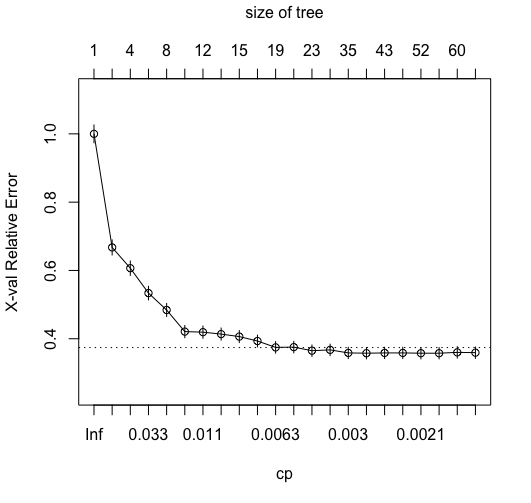 size of tree
1 4 8 12 15 19 23 35 43 52 60
X-val Relative Error
1.0
0.8
0.6
0.4
Inf 0.033 0.011 0.0063 0.003 0.0021
cp